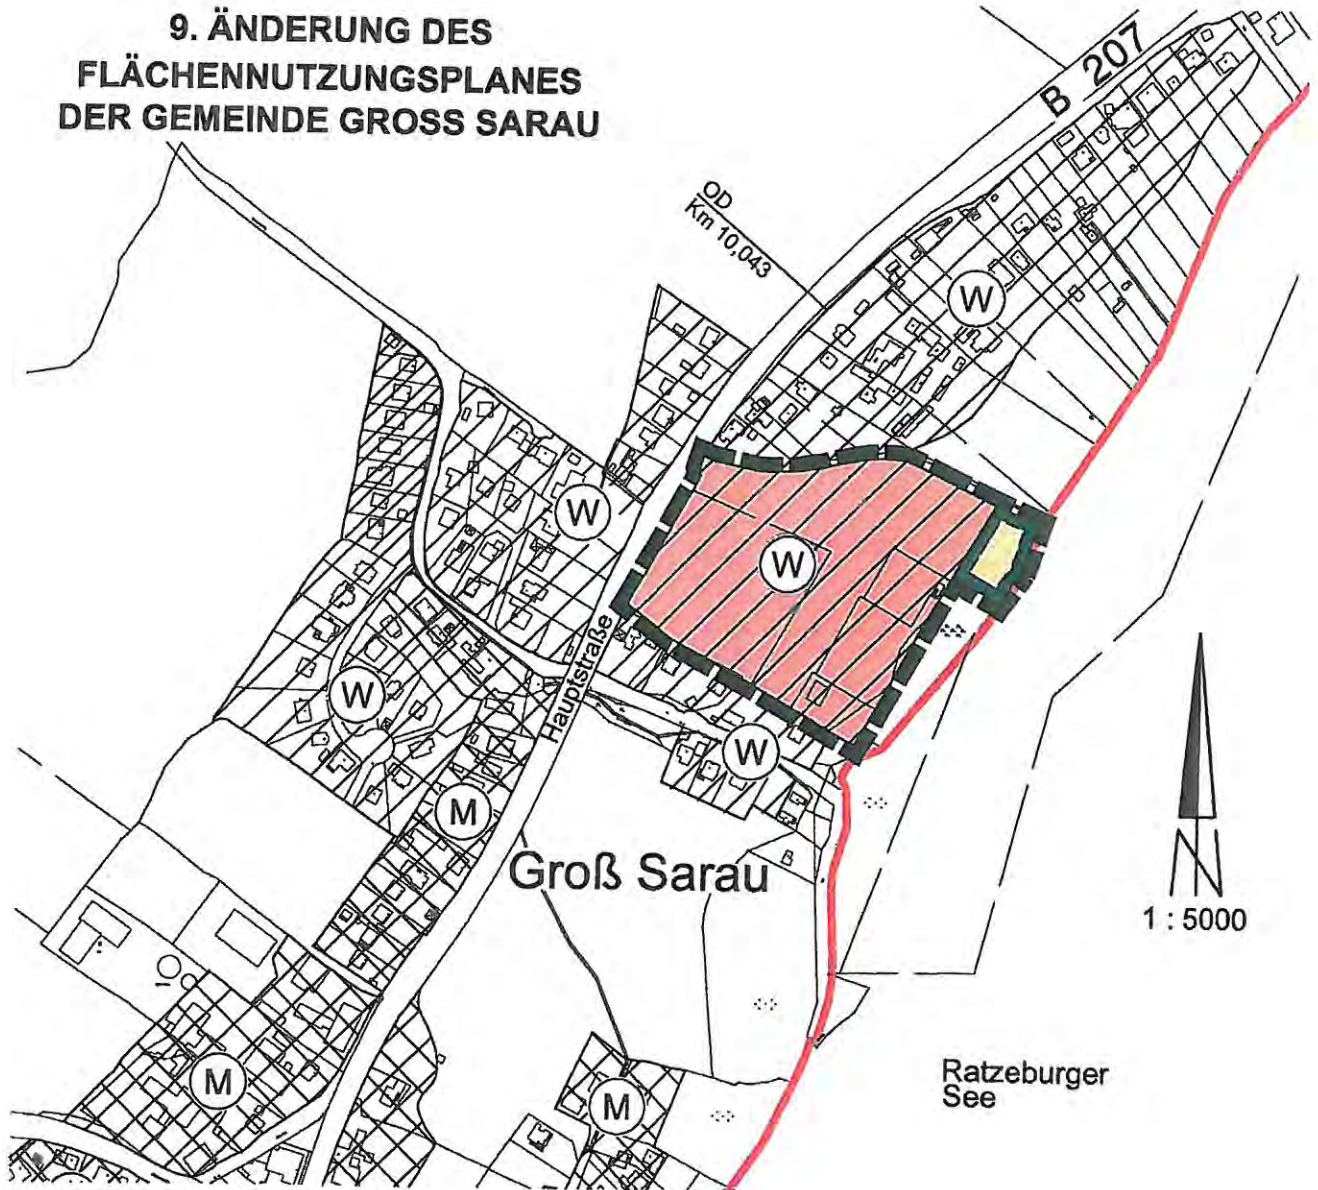 9. ÄNDERUNG DES
FLÄCHENNUTZUNGSPLANES
DER GEMEINDE GROSS SARAU
B 207
OD
Km 10,043
W
W
W
W
Hauptstraße
W
M
Groß Sarau
B
N
1 : 5000
M
M
Ratzeburger
See